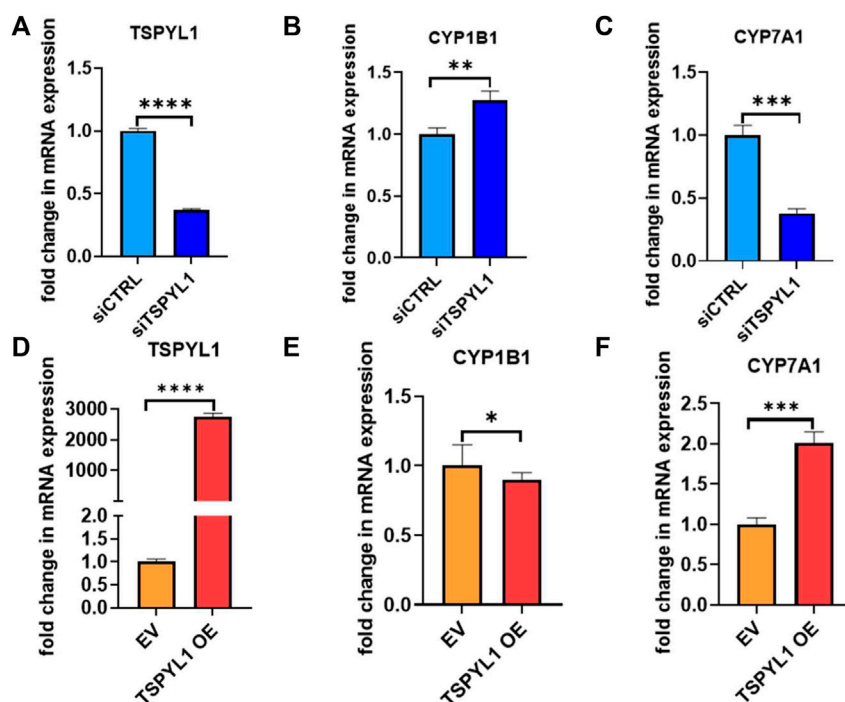 A
TSPYL1
fold change in mRNA expression
1.5
1.0
0.5
0.0
****
siCTRL
siTSPYL1
B
CYP1B1
fold change in mRNA expression
1.5
1.0
0.5
0.0
**
siCTRL
siTSPYL1
C
CYP7A1
fold change in mRNA expression
1.5
1.0
0.5
0.0
***
siCTRL
siTSPYL1
D
TSPYL1
fold change in mRNA expression
3000
2000
1000
2.0
1.5
1.0
0.5
0.0
****
EV
TSPYL1 OE
E
CYP1B1
fold change in mRNA expression
1.5
1.0
0.5
0.0
*
EV
TSPYL1 OE
F
CYP7A1
fold change in mRNA expression
2.5
2.0
1.5
1.0
0.5
0.0
***
EV
TSPYL1 OE